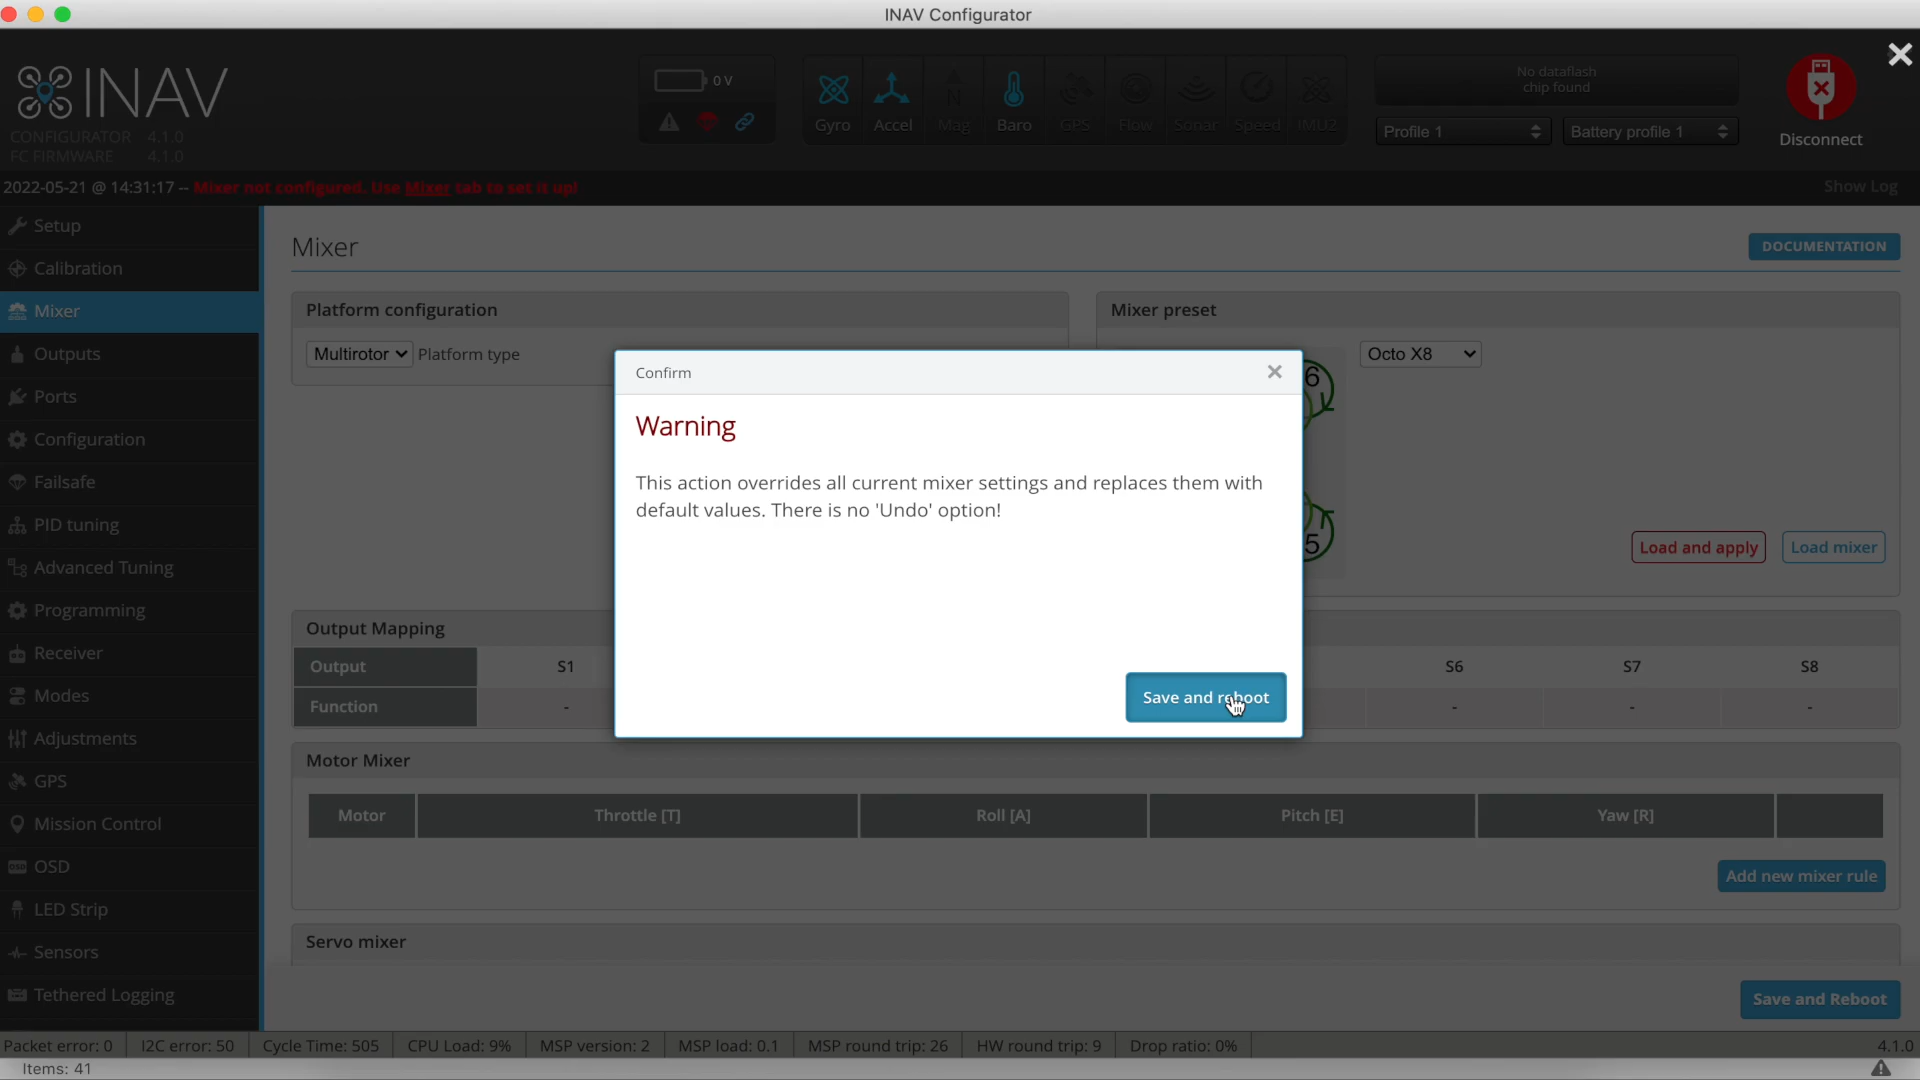 INAV Configurator
INAV
CONFIGURATOR 4.1.0
FC FIRMWARE 4.1.0
0 V
Gyro
Accel
Mag
Baro
GPS
Flow
Sonar
Speed
IMU2
No dataflash
chip found
Profile 1
Battery profile 1
Disconnect
2022-05-21 @ 14:31:17 -- Mixer not configured. Use Mixer tab to set it up!
Show Log
Setup
Calibration
Mixer
Outputs
Ports
Configuration
Failsafe
PID tuning
Advanced Tuning
Programming
Receiver
Modes
Adjustments
GPS
Mission Control
OSD
LED Strip
Sensors
Tethered Logging
Mixer
DOCUMENTATION
Platform configuration
Multirotor Platform type
Mixer preset
Octo X8
6
5
Load and apply
Load mixer
Confirm
Warning
This action overrides all current mixer settings and replaces them with
default values. There is no 'Undo' option!
Save and reboot
Output Mapping
Output S1 S6 S7 S8
Function - - - -
Motor Mixer
Motor Throttle [T] Roll [A] Pitch [E] Yaw [R]
Add new mixer rule
Servo mixer
Save and Reboot
Packet error: 0 I2C error: 50 Cycle Time: 505 CPU Load: 9% MSP version: 2 MSP load: 0.1 MSP round trip: 26 HW round trip: 9 Drop ratio: 0% 4.1.0
Items: 41